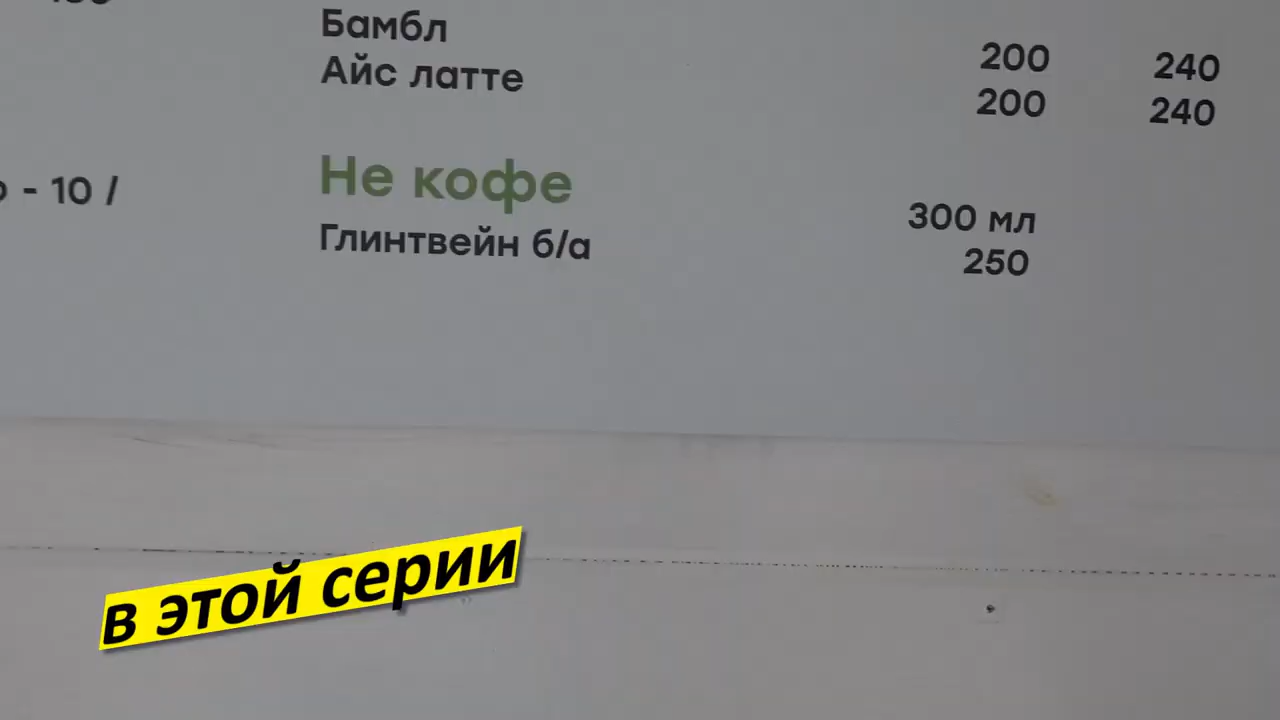 Бамбл 200 240
Айс латте 200 240
- 10 /
Не кофе 300 мл
Глинтвейн б/а 250
в этой серии